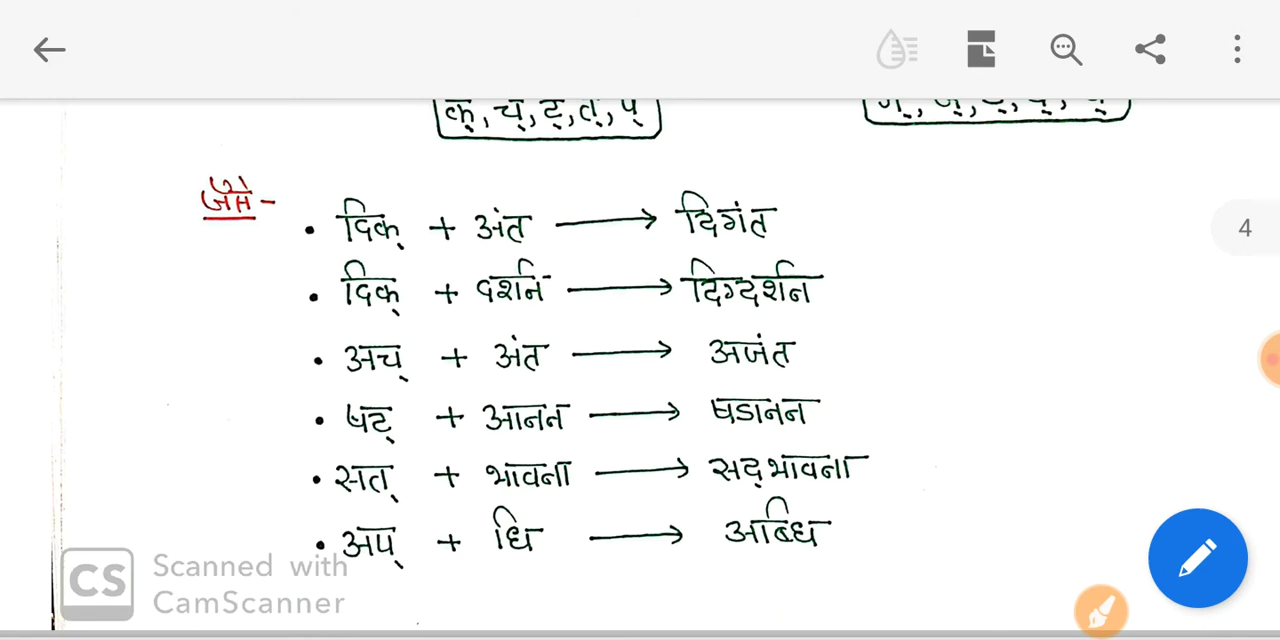 क्, च्, ट्, त्, प्
जैसे -
4
• दिक् + अंत → दिगंत
• दिक् + दर्शन → दिग्दर्शन
• अच् + अंत → अजंत
• षट् + आनन → षडानन
• सत् + भावना → सद्भावना
• अप् + धि → अब्धि
CS Scanned with
CamScanner